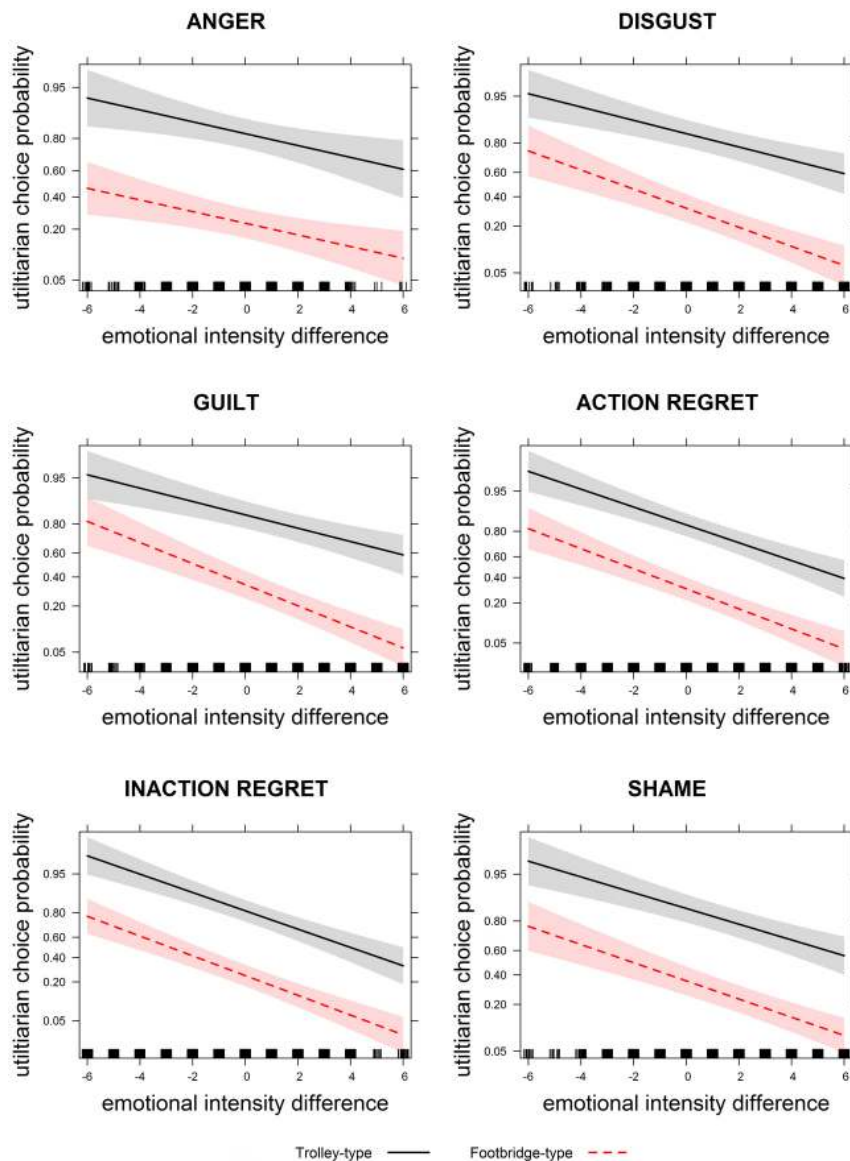 ANGER
DISGUST
utiltiarian choice probability
0.95
0.80
0.60
0.40
0.20
0.05
-6 -4 -2 0 2 4 6
emotional intensity difference
utiltiarian choice probability
0.95
0.80
0.60
0.40
0.20
0.05
-6 -4 -2 0 2 4 6
emotional intensity difference
GUILT
ACTION REGRET
utiltiarian choice probability
0.95
0.80
0.60
0.40
0.20
0.05
-6 -4 -2 0 2 4 6
emotional intensity difference
utiltiarian choice probability
0.95
0.80
0.60
0.40
0.20
0.05
-6 -4 -2 0 2 4 6
emotional intensity difference
INACTION REGRET
SHAME
utiltiarian choice probability
0.95
0.80
0.60
0.40
0.20
0.05
-6 -4 -2 0 2 4 6
emotional intensity difference
utiltiarian choice probability
0.95
0.80
0.60
0.40
0.20
0.05
-6 -4 -2 0 2 4 6
emotional intensity difference
Trolley-type
Footbridge-type